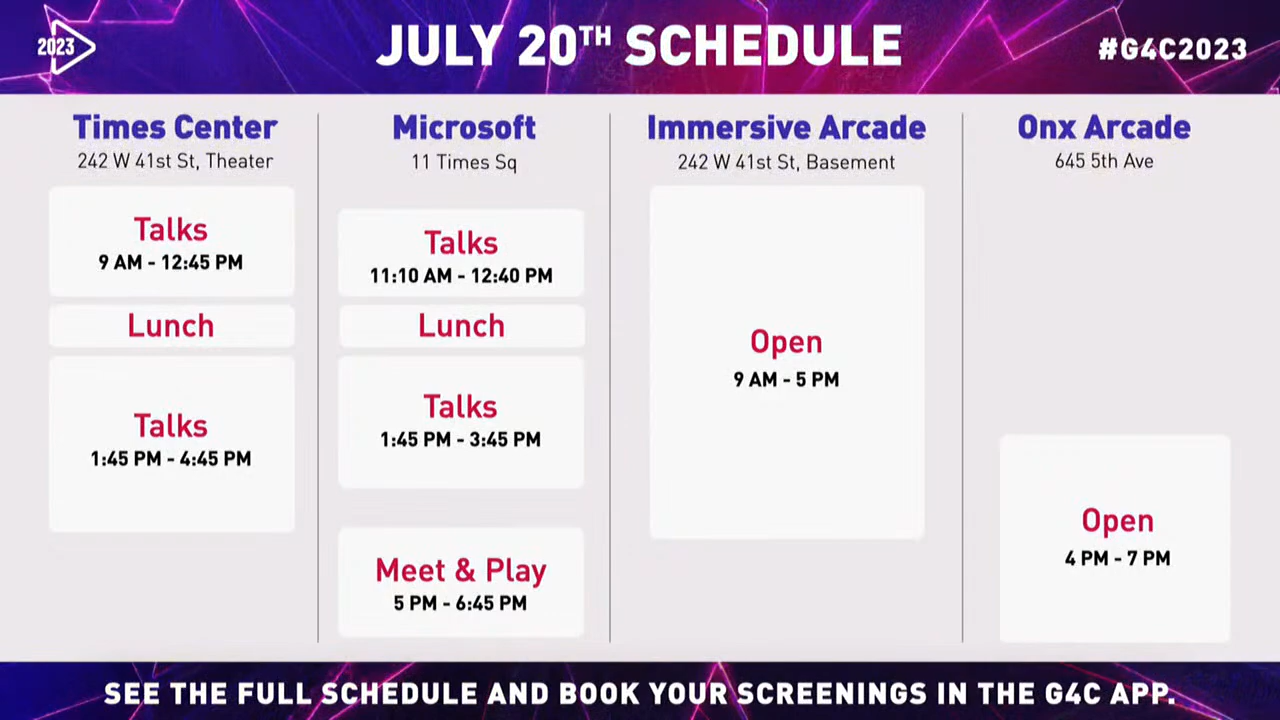 2023
JULY 20TH SCHEDULE
#G4C2023
Times Center
242 W 41st St, Theater
Talks
9 AM - 12:45 PM
Lunch
Talks
1:45 PM - 4:45 PM
Microsoft
11 Times Sq
Talks
11:10 AM - 12:40 PM
Lunch
Talks
1:45 PM - 3:45 PM
Meet & Play
5 PM - 6:45 PM
Immersive Arcade
242 W 41st St, Basement
Open
9 AM - 5 PM
Onx Arcade
645 5th Ave
Open
4 PM - 7 PM
SEE THE FULL SCHEDULE AND BOOK YOUR SCREENINGS IN THE G4C APP.